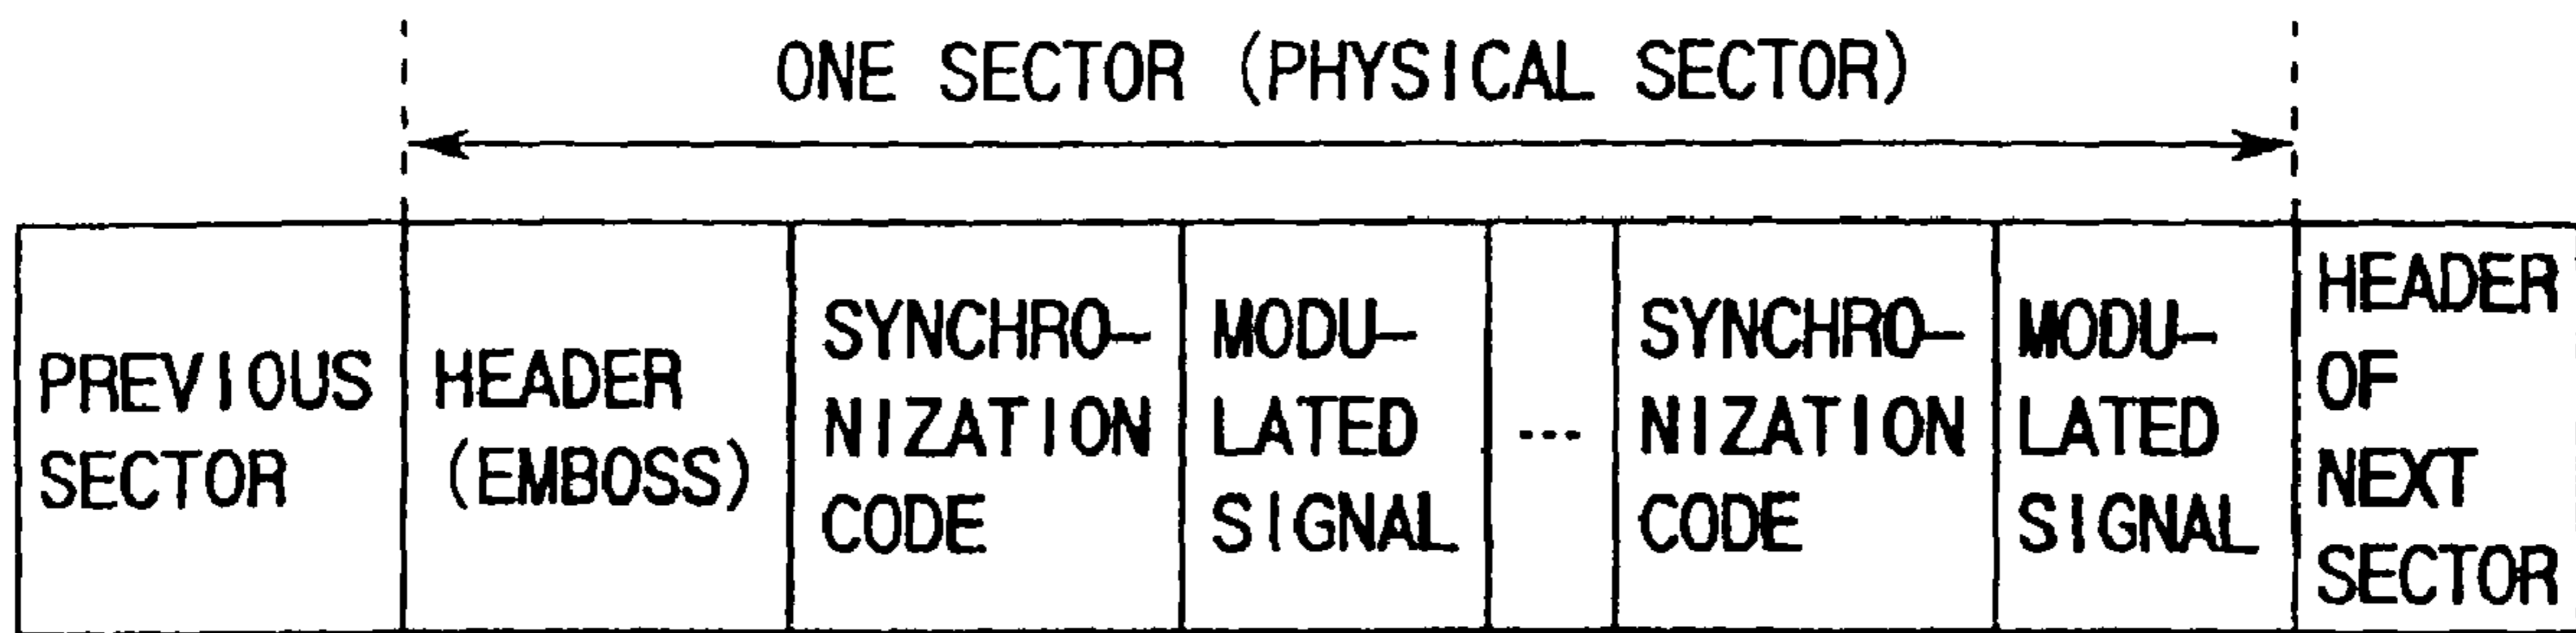 ONE SECTOR (PHYSICAL SECTOR)
PREVIOUS
SECTOR
HEADER
(EMBOSS)
SYNCHRO-
NIZATION
CODE
MODU-
LATED
SIGNAL
---
SYNCHRO-
NIZATION
CODE
MODU-
LATED
SIGNAL
HEADER
OF
NEXT
SECTOR